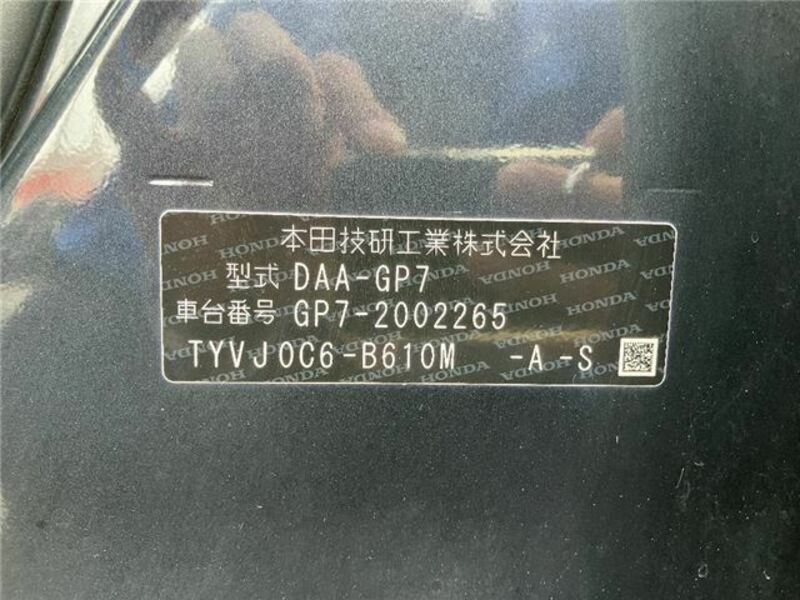 本田技研工業株式会社
型式 DAA-GP7
車台番号 GP7-2002265
TYVJ0C6-B610M -A -S